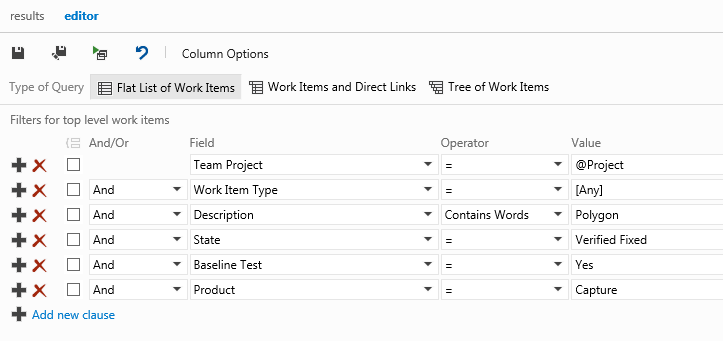 results editor
Column Options
Type of Query Flat List of Work Items Work Items and Direct Links Tree of Work Items
Filters for top level work items
And/Or Field Operator Value
Team Project = @Project
And Work Item Type = [Any]
And Description Contains Words Polygon
And State = Verified Fixed
And Baseline Test = Yes
And Product = Capture
Add new clause